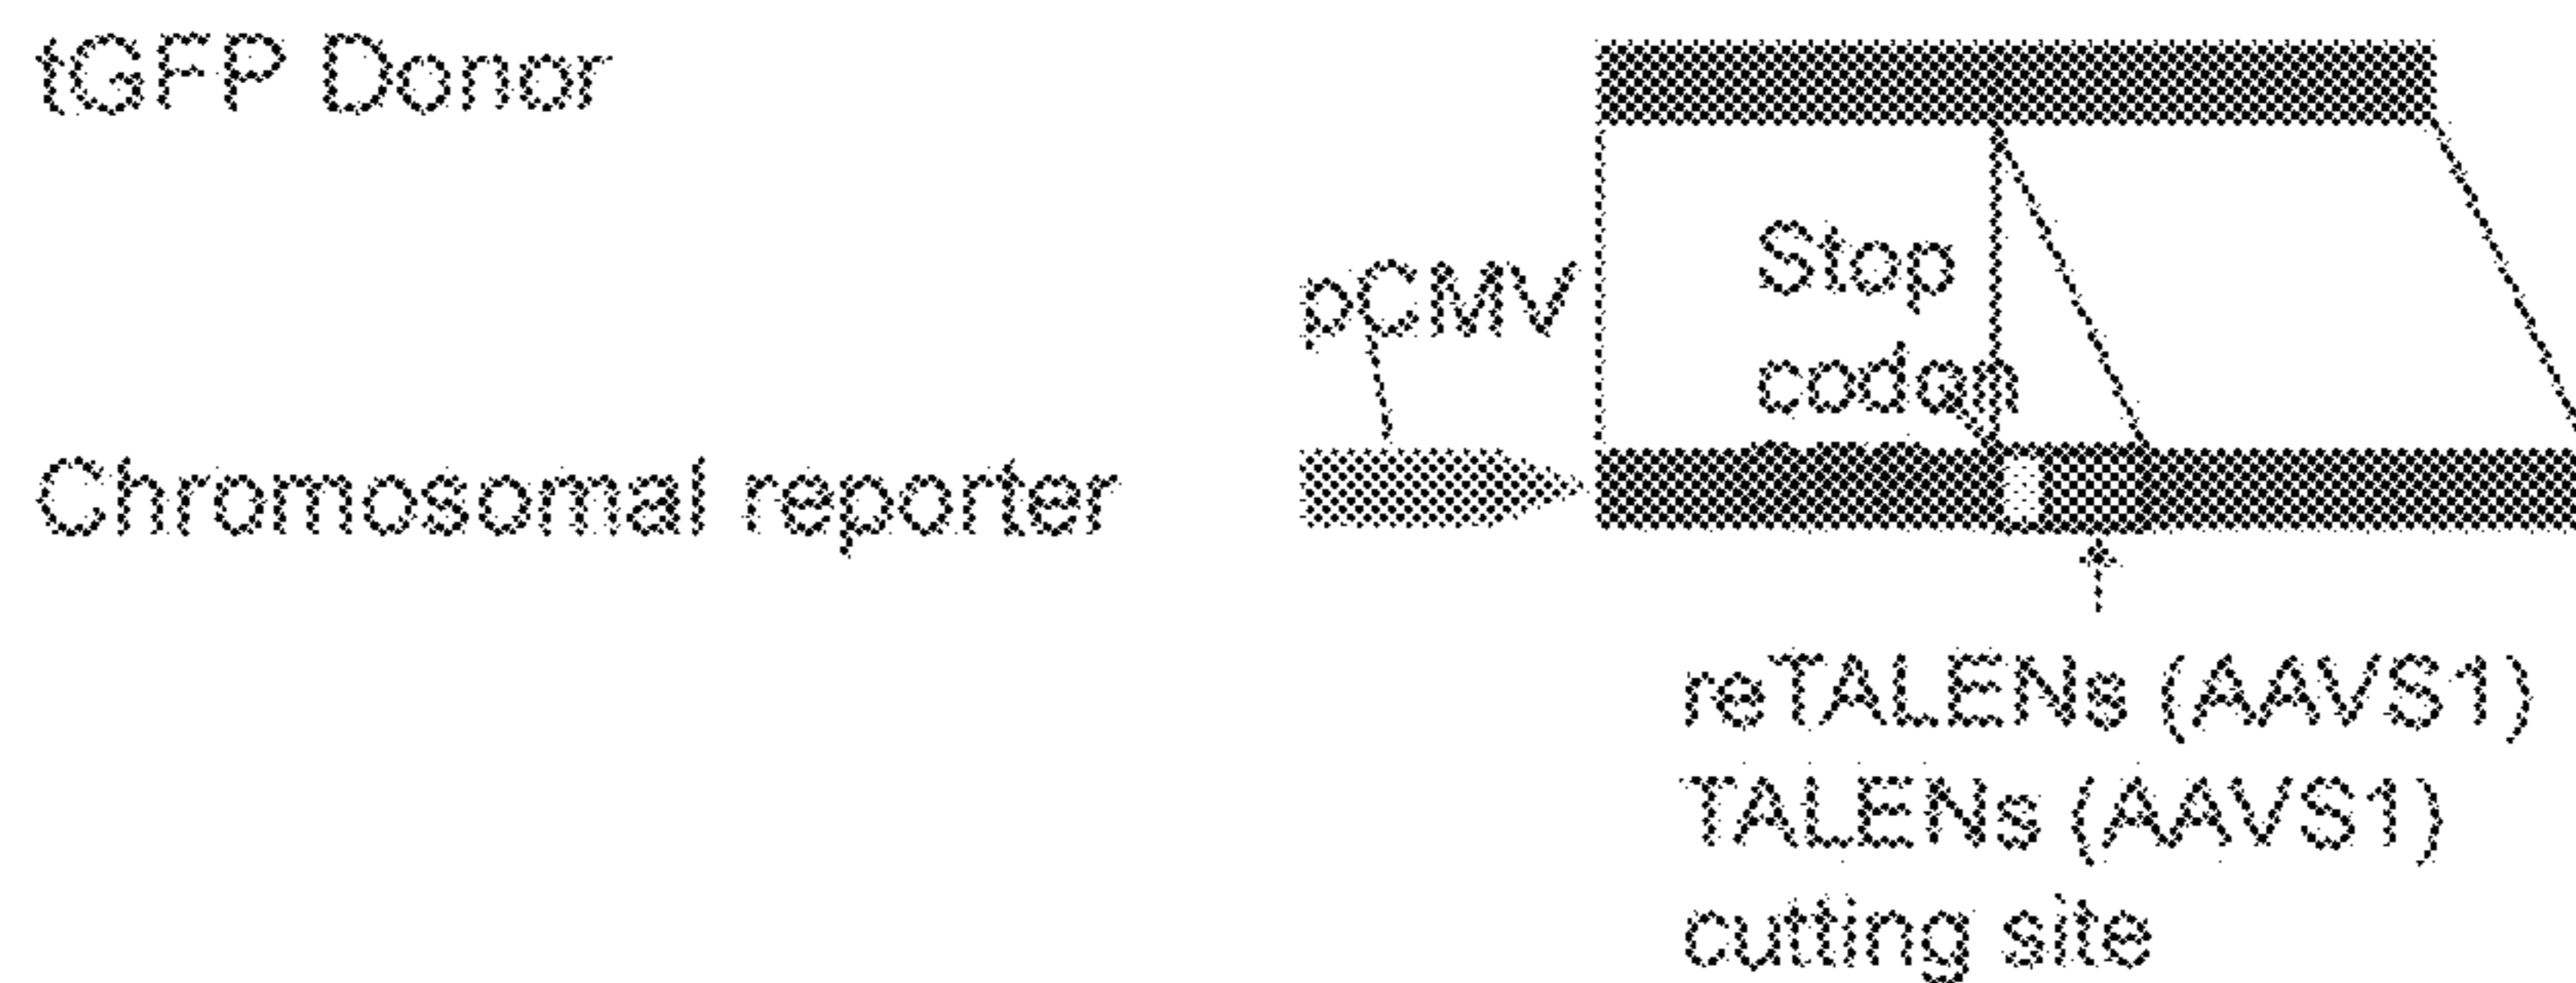 tGFP Donor
pCMV
Stop
codon
Chromosomal reporter
reTALENs (AAVS1)
TALENs (AAVS1)
cutting site